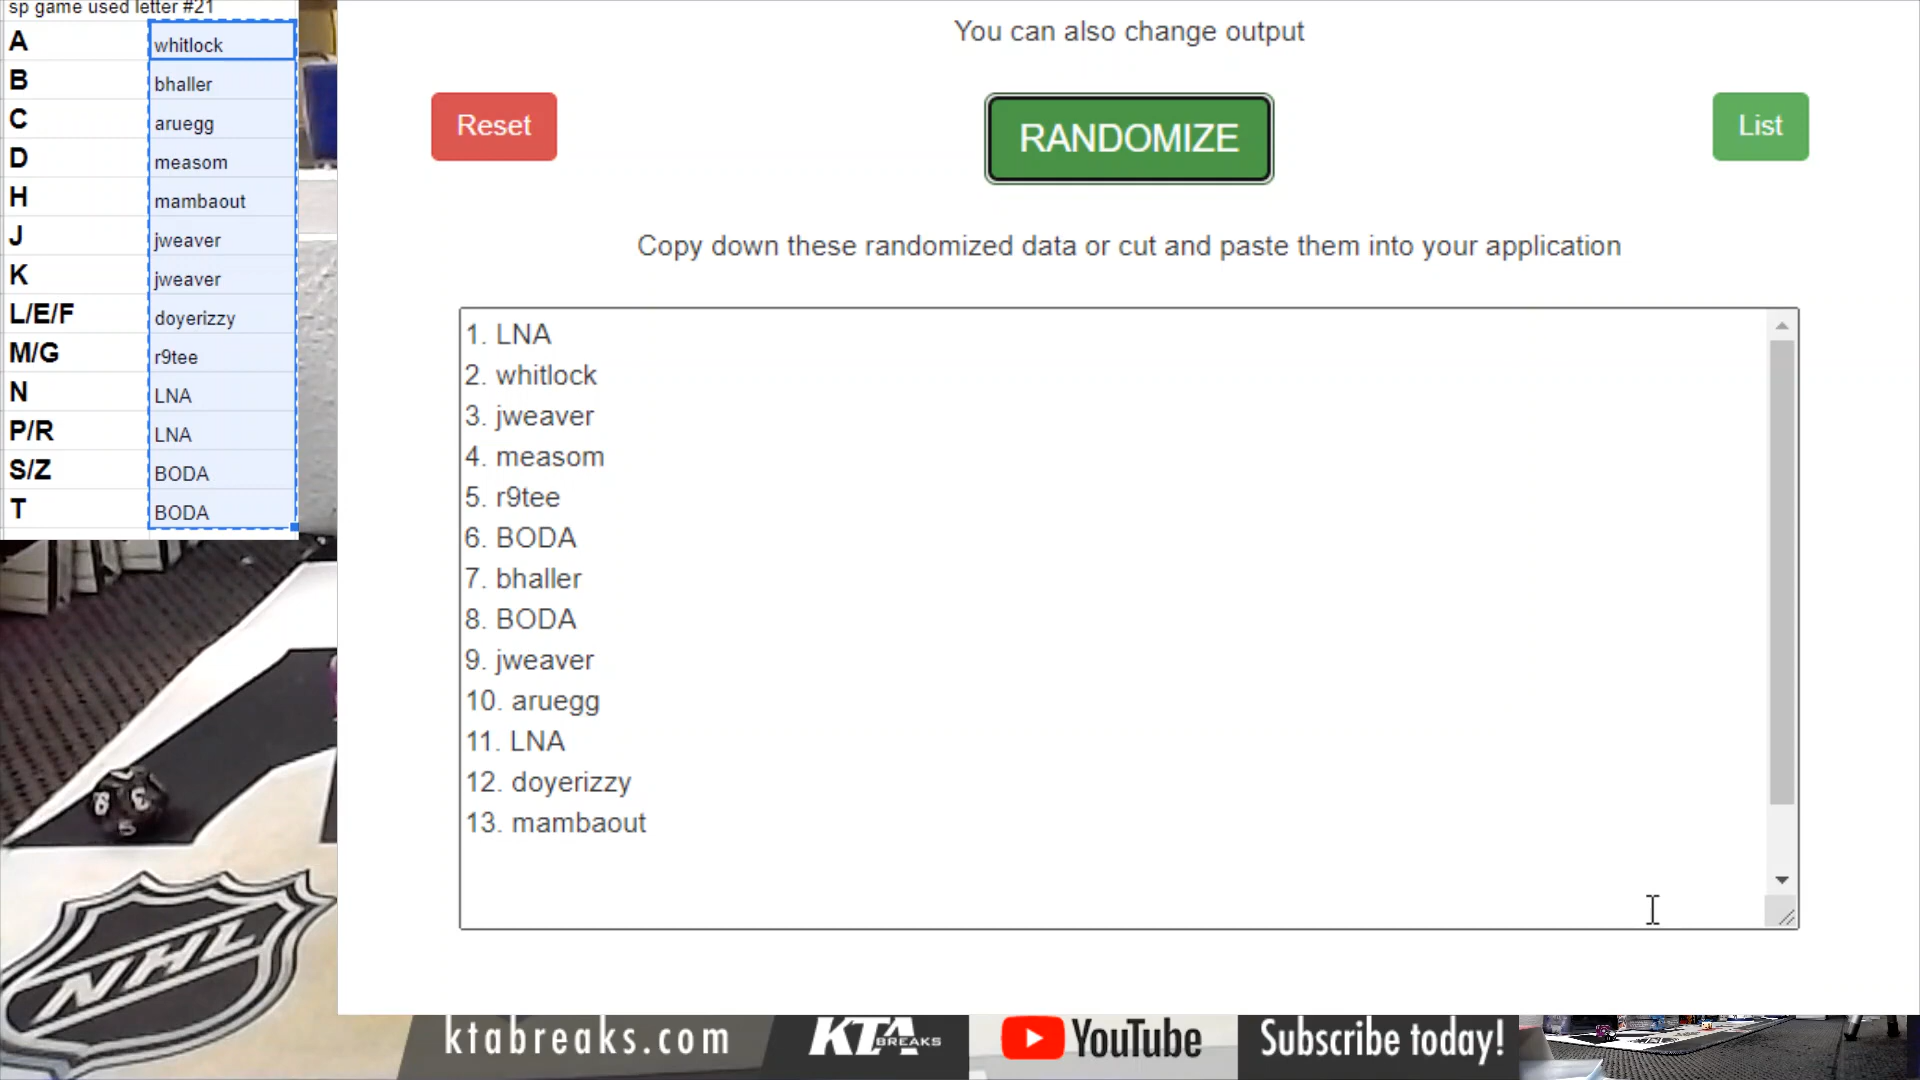 sp game used letter #21
A whitlock
B bhaller
C aruegg
D measom
H mambaout
J jweaver
K jweaver
L/E/F doyerizzy
M/G r9tee
N LNA
P/R LNA
S/Z BODA
T BODA
You can also change output
Reset RANDOMIZE List
Copy down these randomized data or cut and paste them into your application
1. LNA
2. whitlock
3. jweaver
4. measom
5. r9tee
6. BODA
7. bhaller
8. BODA
9. jweaver
10. aruegg
11. LNA
12. doyerizzy
13. mambaout
NHL
ktabreaks.com KTA BREAKS YouTube Subscribe today!